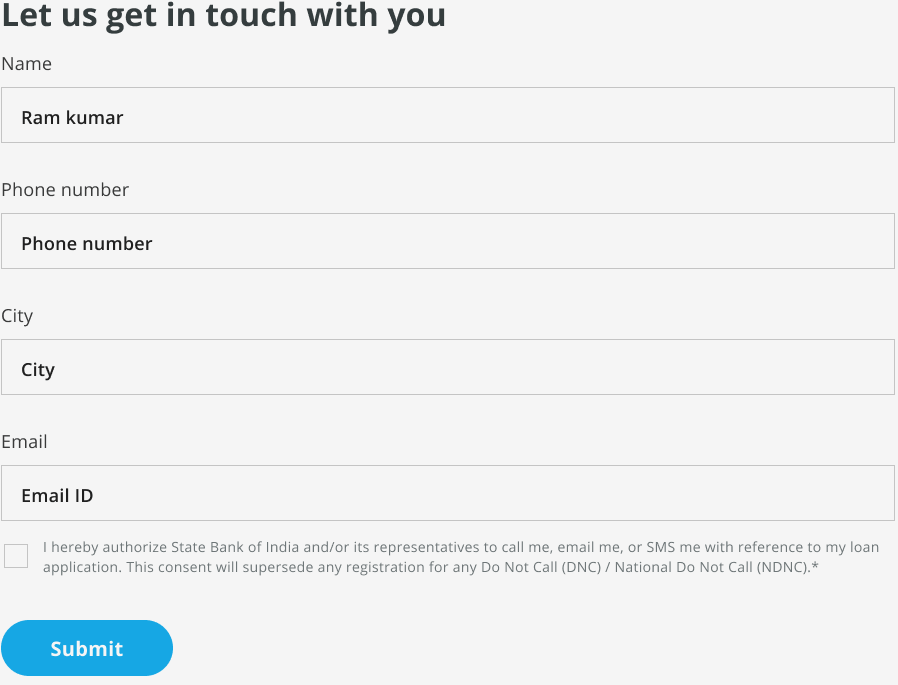 Let us get in touch with you
Name
Ram kumar
Phone number
Phone number
City
City
Email
Email ID
I hereby authorize State Bank of India and/or its representatives to call me, email me, or SMS me with reference to my loan
application. This consent will supersede any registration for any Do Not Call (DNC) / National Do Not Call (NDNC).*
Submit